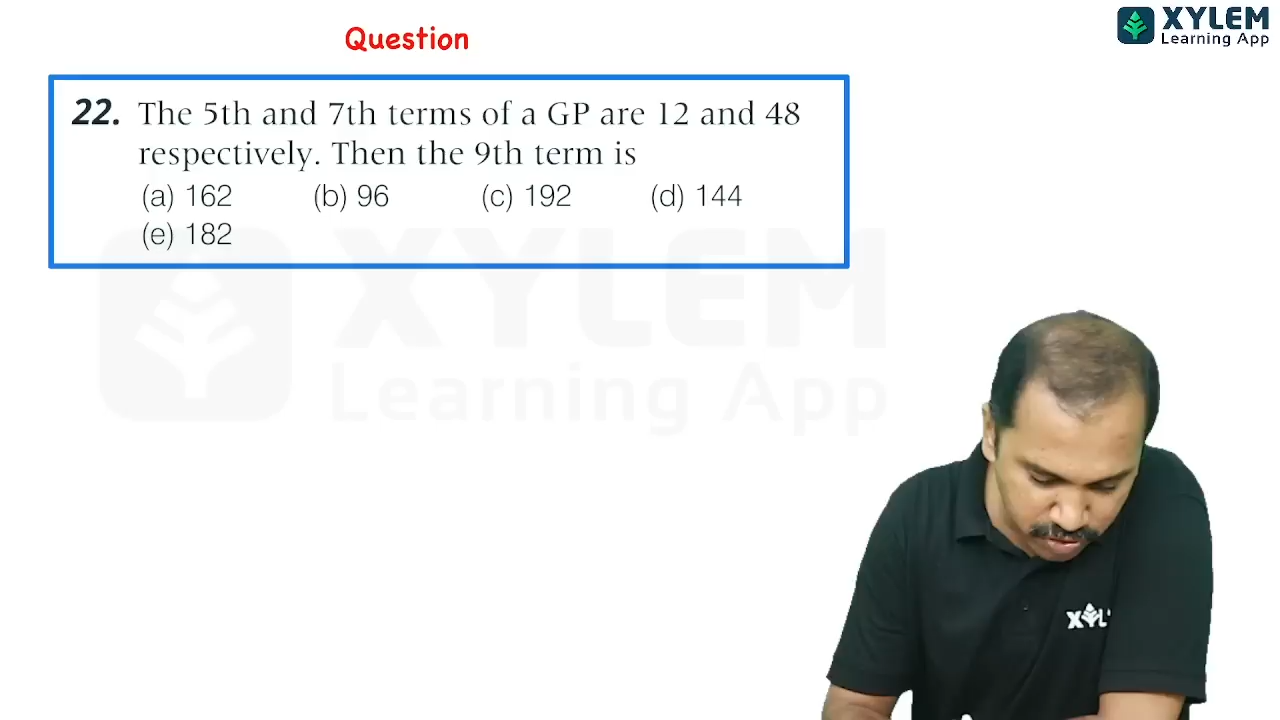 Question
XYLEM
Learning App
22. The 5th and 7th terms of a GP are 12 and 48
respectively. Then the 9th term is
(a) 162 (b) 96 (c) 192 (d) 144
(e) 182
XYLEM
Learning App